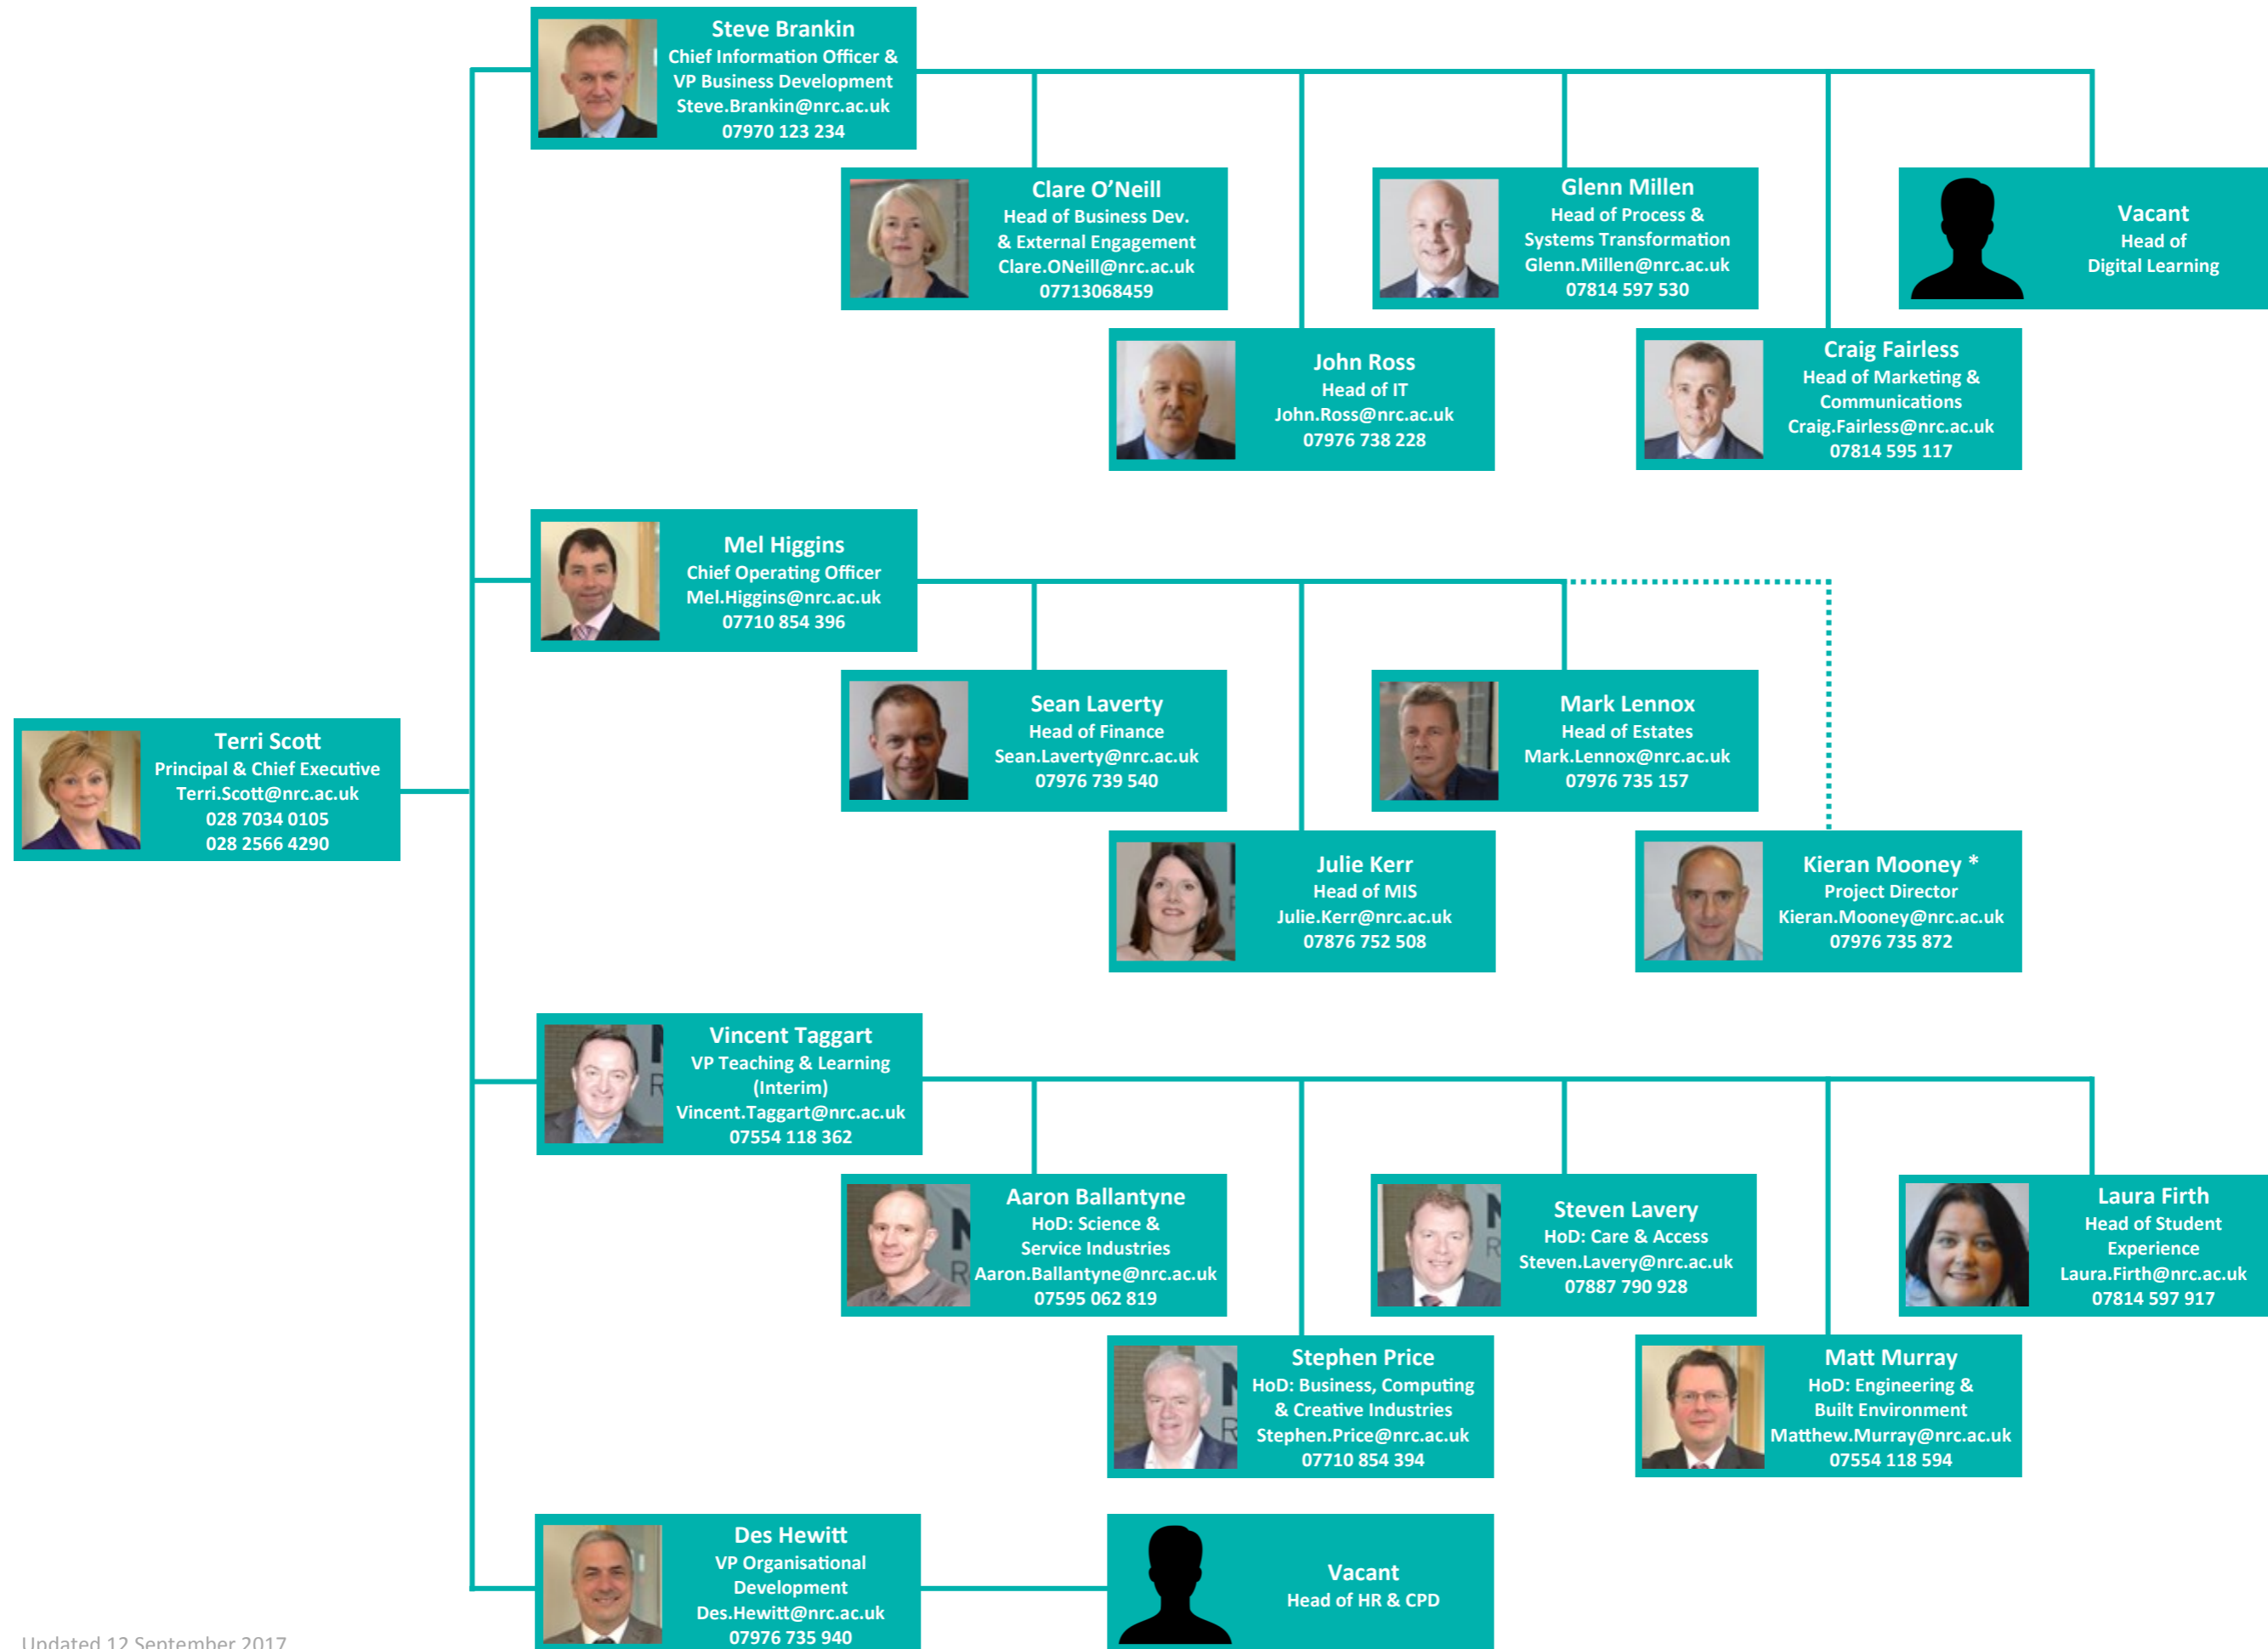 Steve Brankin
Chief Information Officer &
VP Business Development
Steve.Brankin@nrc.ac.uk
07970 123 234
Clare O’Neill
Head of Business Dev.
& External Engagement
Clare.ONeill@nrc.ac.uk
07713068459
Glenn Millen
Head of Process &
Systems Transformation
Glenn.Millen@nrc.ac.uk
07814 597 530
Vacant
Head of
Digital Learning
John Ross
Head of IT
John.Ross@nrc.ac.uk
07976 738 228
Craig Fairless
Head of Marketing &
Communications
Craig.Fairless@nrc.ac.uk
07814 595 117
Mel Higgins
Chief Operating Officer
Mel.Higgins@nrc.ac.uk
07710 854 396
Sean Laverty
Head of Finance
Sean.Laverty@nrc.ac.uk
07976 739 540
Mark Lennox
Head of Estates
Mark.Lennox@nrc.ac.uk
07976 735 157
Terri Scott
Principal & Chief Executive
Terri.Scott@nrc.ac.uk
028 7034 0105
028 2566 4290
Julie Kerr
Head of MIS
Julie.Kerr@nrc.ac.uk
07876 752 508
Kieran Mooney *
Project Director
Kieran.Mooney@nrc.ac.uk
07976 735 872
Vincent Taggart
VP Teaching & Learning
(Interim)
Vincent.Taggart@nrc.ac.uk
07554 118 362
Aaron Ballantyne
HoD: Science &
Service Industries
Aaron.Ballantyne@nrc.ac.uk
07595 062 819
Steven Lavery
HoD: Care & Access
Steven.Lavery@nrc.ac.uk
07887 790 928
Laura Firth
Head of Student
Experience
Laura.Firth@nrc.ac.uk
07814 597 917
Stephen Price
HoD: Business, Computing
& Creative Industries
Stephen.Price@nrc.ac.uk
07710 854 394
Matt Murray
HoD: Engineering &
Built Environment
Matthew.Murray@nrc.ac.uk
07554 118 594
Des Hewitt
VP Organisational
Development
Des.Hewitt@nrc.ac.uk
07976 735 940
Vacant
Head of HR & CPD
Updated 12 September 2017